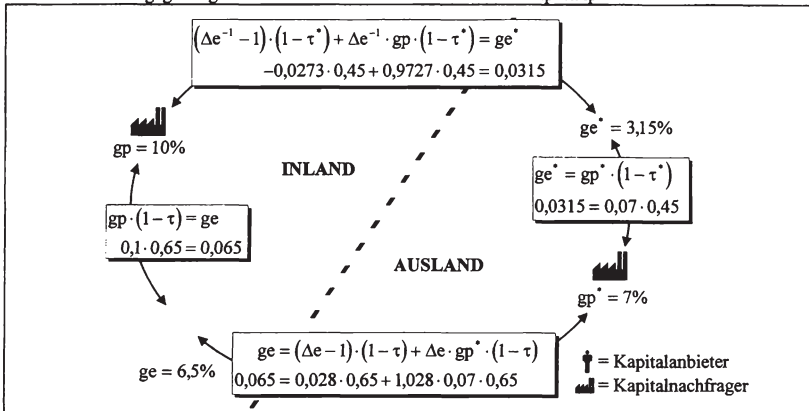 (Δe⁻¹ −1)·(1−τ*) + Δe⁻¹·gp·(1−τ*) = ge*
−0,0273·0,45 + 0,9727·0,45 = 0,0315
gp = 10%
INLAND
ge* = 3,15%
ge* = gp*·(1−τ*)
0,0315 = 0,07·0,45
gp·(1−τ) = ge
0,1·0,65 = 0,065
AUSLAND
gp* = 7%
ge = (Δe−1)·(1−τ) + Δe·gp*·(1−τ)
0,065 = 0,028·0,65 + 1,028·0,07·0,65
ge = 6,5%
= Kapitalanbieter
= Kapitalnachfrager